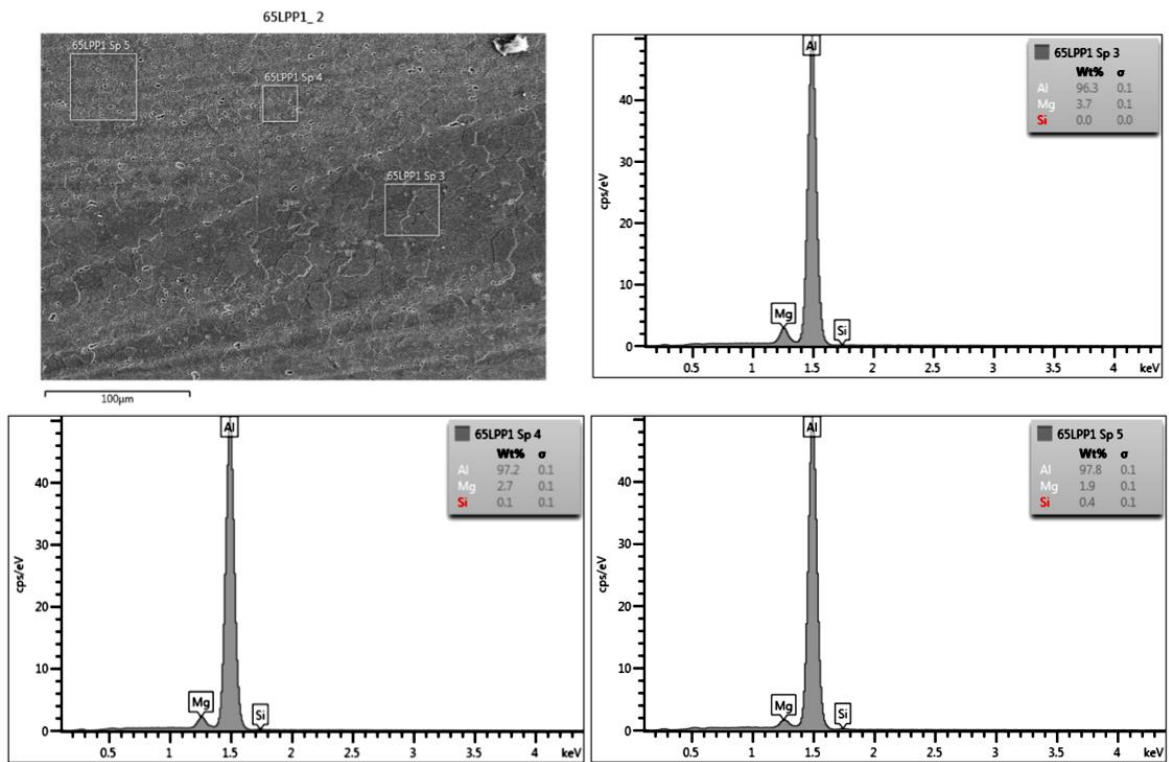 65LPP1_ 2
65LPP1 Sp 5
65LPP1 Sp 4
65LPP1 Sp 3
100µm
65LPP1 Sp 3
Wt% σ
Al 96.3 0.1
Mg 3.7 0.1
Si 0.0 0.0
Al
Mg
Si
cps/eV
40
30
20
10
0
0.5 1 1.5 2 2.5 3 3.5 4 keV
65LPP1 Sp 4
Wt% σ
Al 97.2 0.1
Mg 2.7 0.1
Si 0.1 0.1
Al
Mg
Si
cps/eV
40
30
20
10
0
0.5 1 1.5 2 2.5 3 3.5 4 keV
65LPP1 Sp 5
Wt% σ
Al 97.8 0.1
Mg 1.9 0.1
Si 0.4 0.1
Al
Mg
Si
cps/eV
40
30
20
10
0
0.5 1 1.5 2 2.5 3 3.5 4 keV